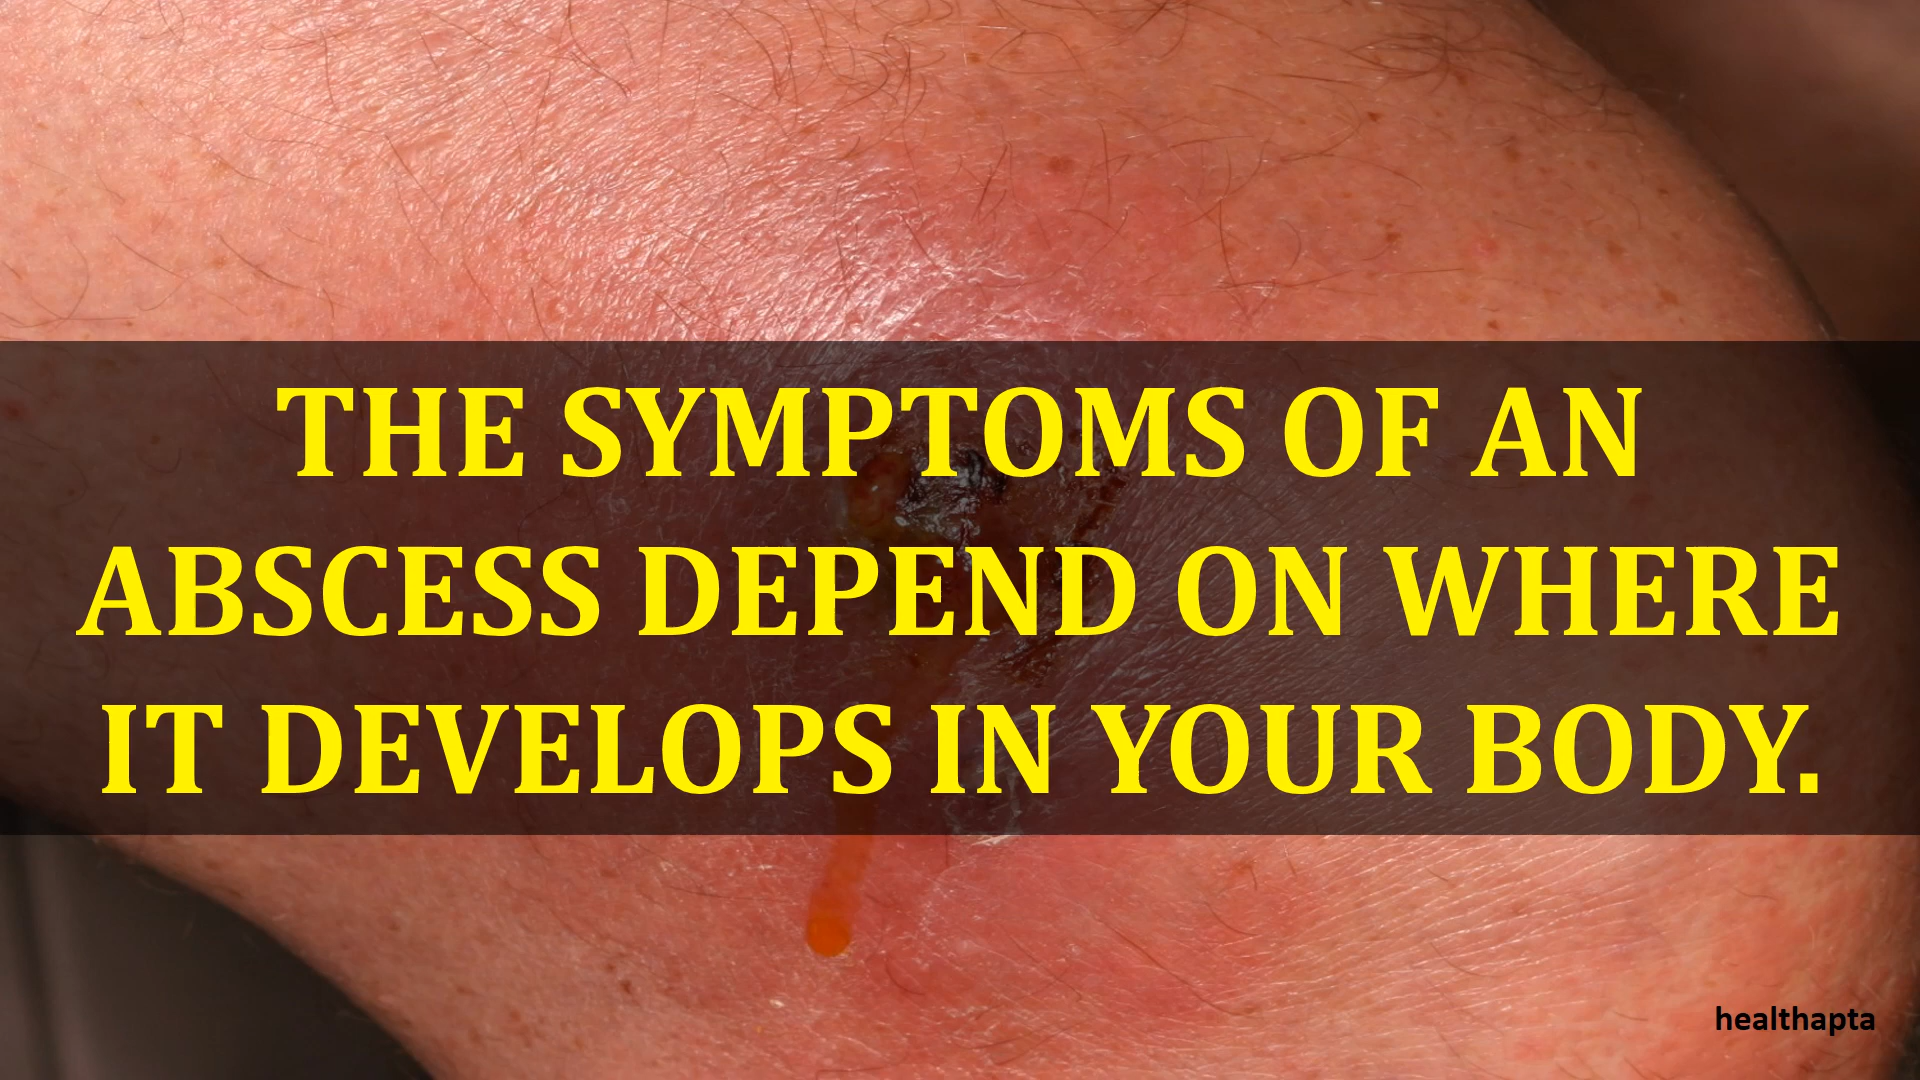 THE SYMPTOMS OF AN
ABSCESS DEPEND ON WHERE
IT DEVELOPS IN YOUR BODY.
healthapta